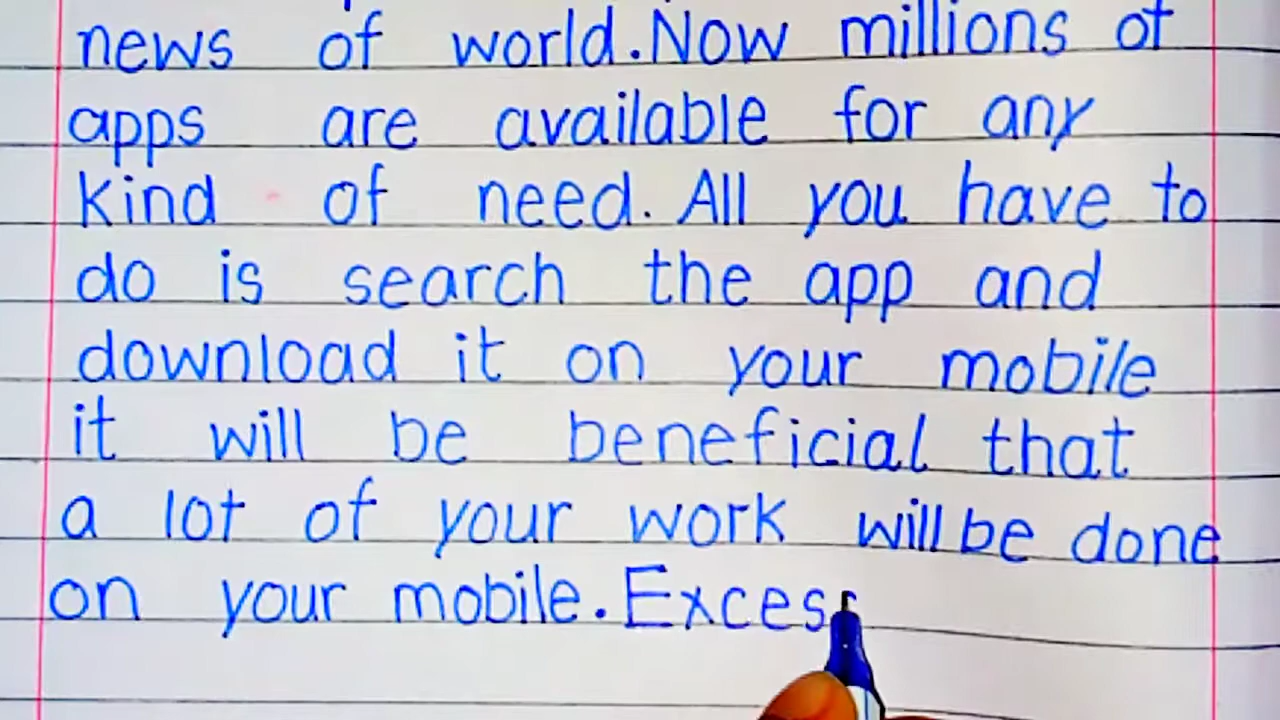 news of world. Now millions of
apps are available for any
kind of need. All you have to
do is search the app and
download it on your mobile
it will be beneficial that
a lot of your work will be done
on your mobile.